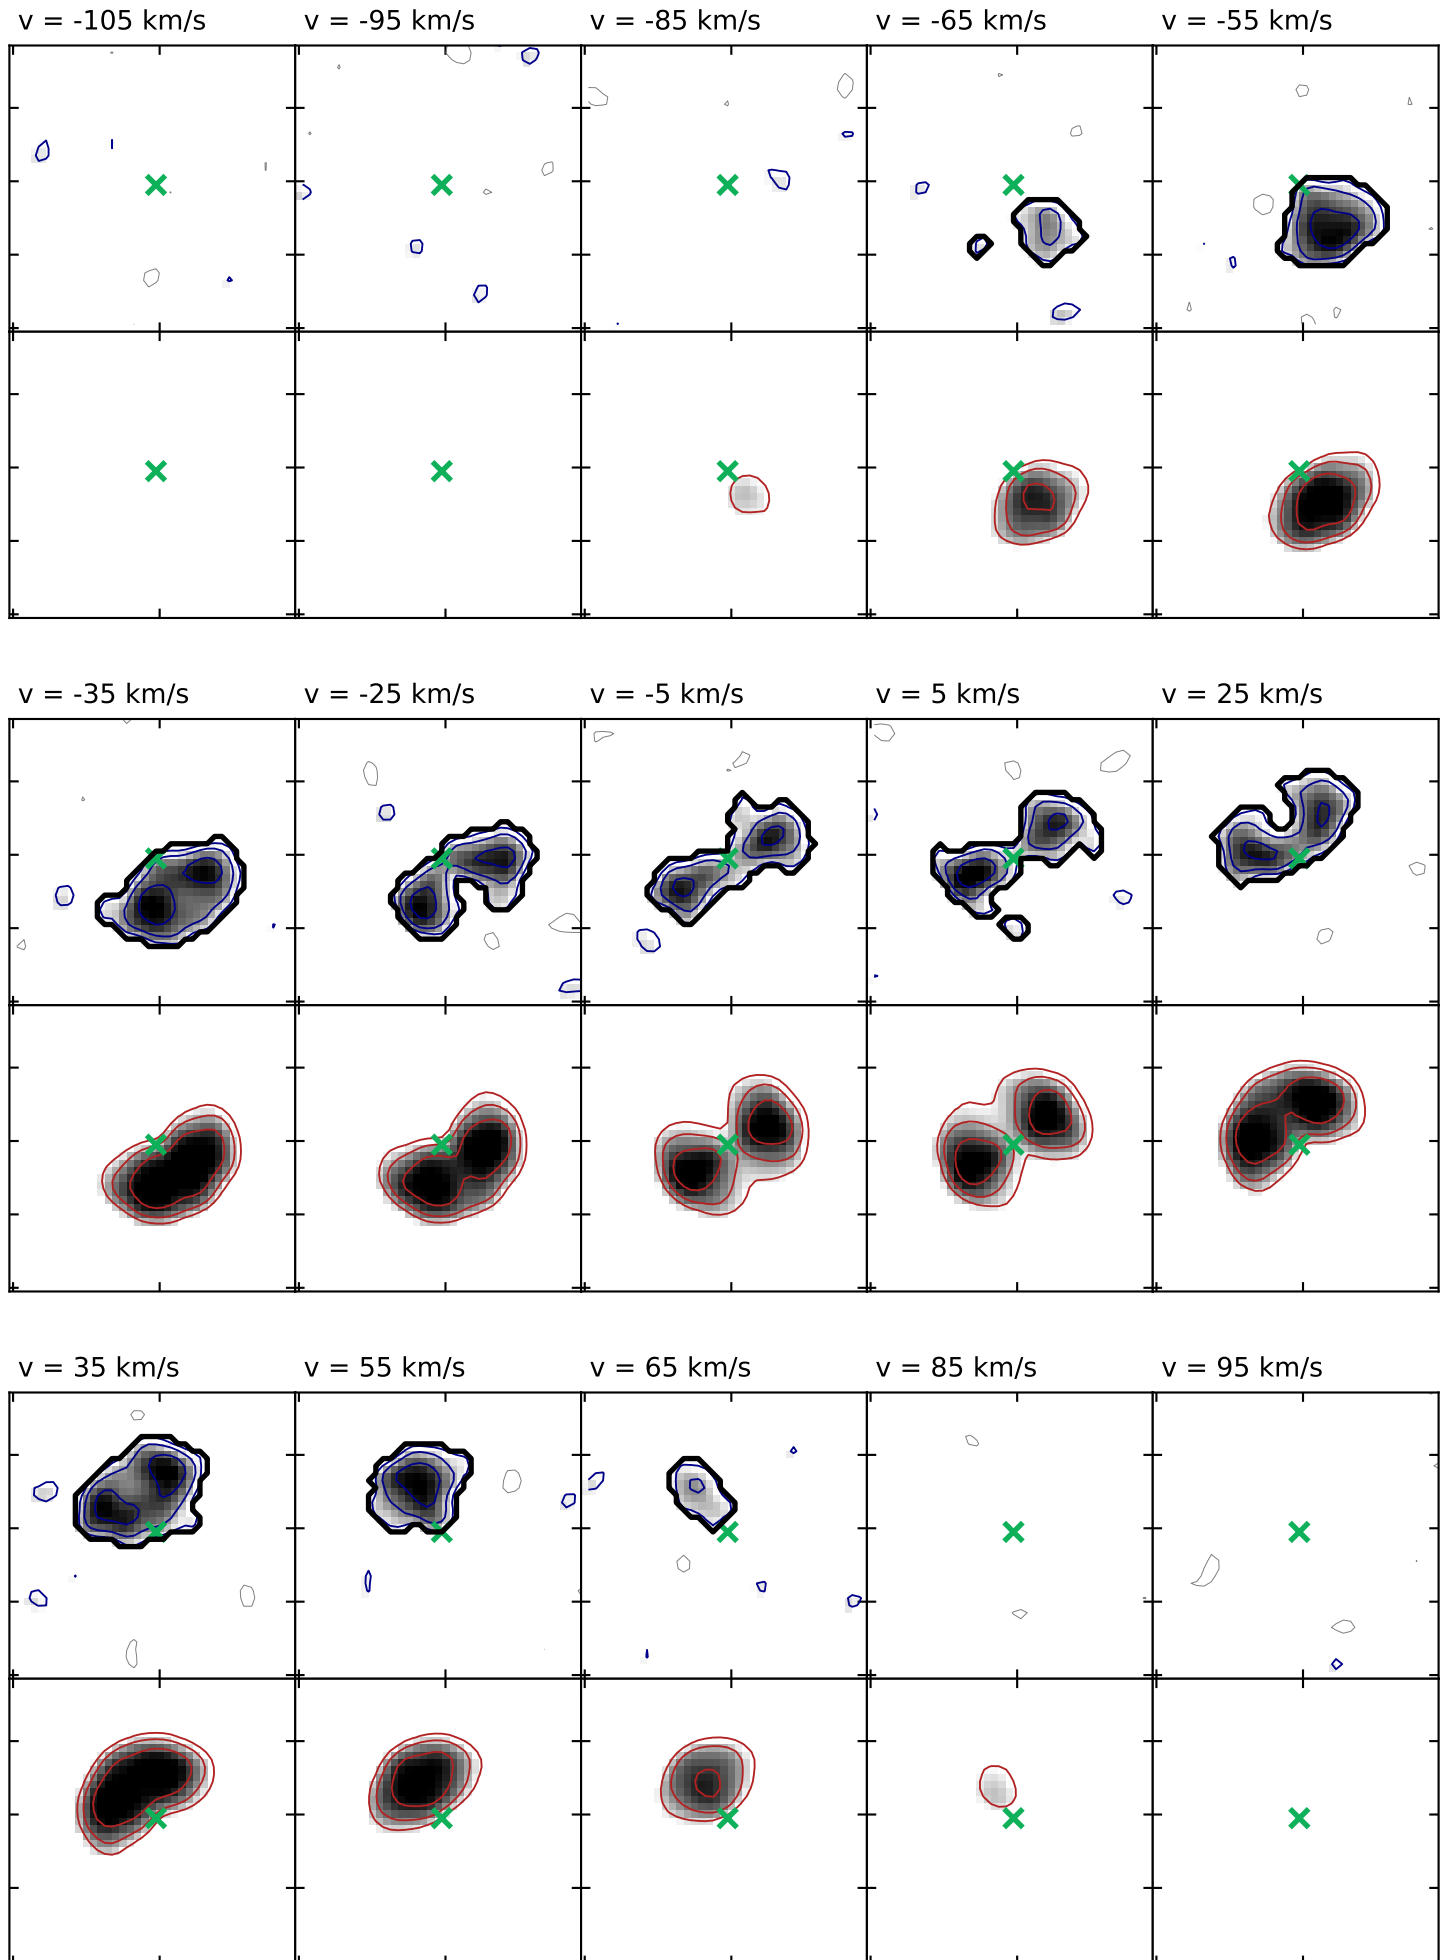 v = -105 km/s v = -95 km/s v = -85 km/s v = -65 km/s v = -55 km/s
v = -35 km/s v = -25 km/s v = -5 km/s v = 5 km/s v = 25 km/s
v = 35 km/s v = 55 km/s v = 65 km/s v = 85 km/s v = 95 km/s